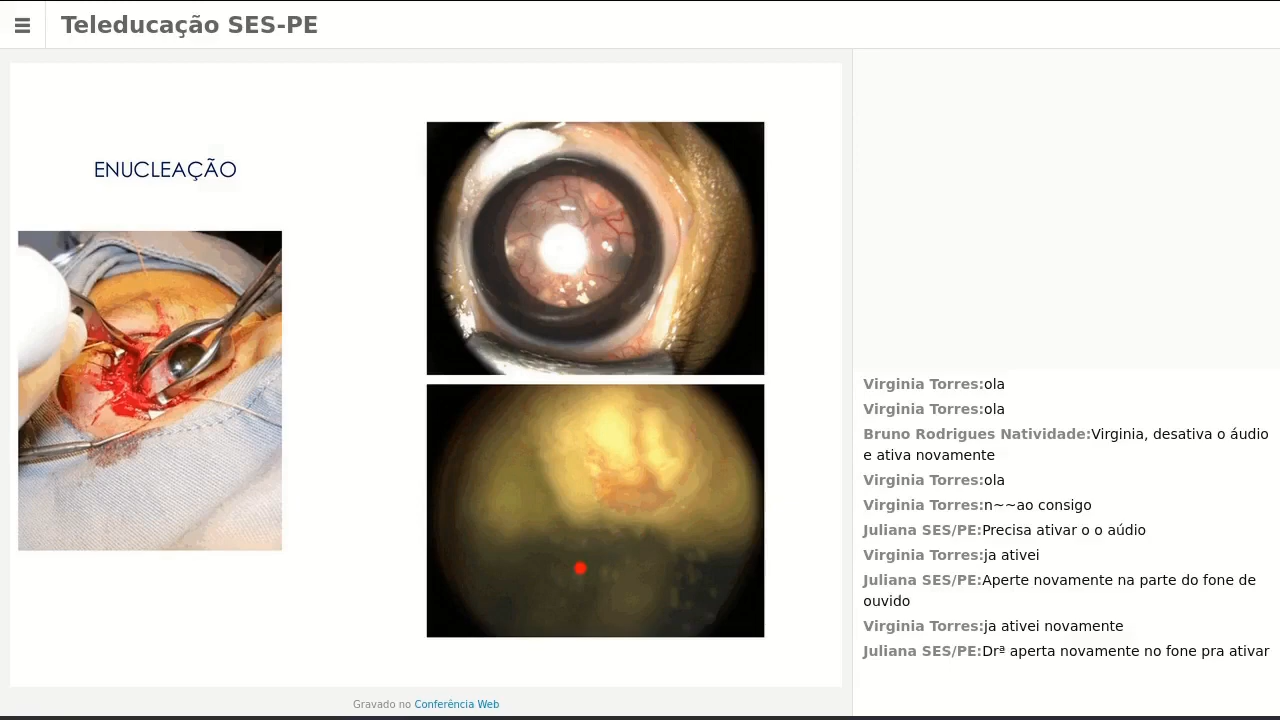 Teleducação SES-PE
ENUCLEAÇÃO
Virginia Torres:ola
Virginia Torres:ola
Bruno Rodrigues Natividade:Virginia, desativa o áudio
e ativa novamente
Virginia Torres:ola
Virginia Torres:n~~ao consigo
Juliana SES/PE:Precisa ativar o o aúdio
Virginia Torres:ja ativei
Juliana SES/PE:Aperte novamente na parte do fone de
ouvido
Virginia Torres:ja ativei novamente
Juliana SES/PE:Drª aperta novamente no fone pra ativar
Gravado no Conferência Web